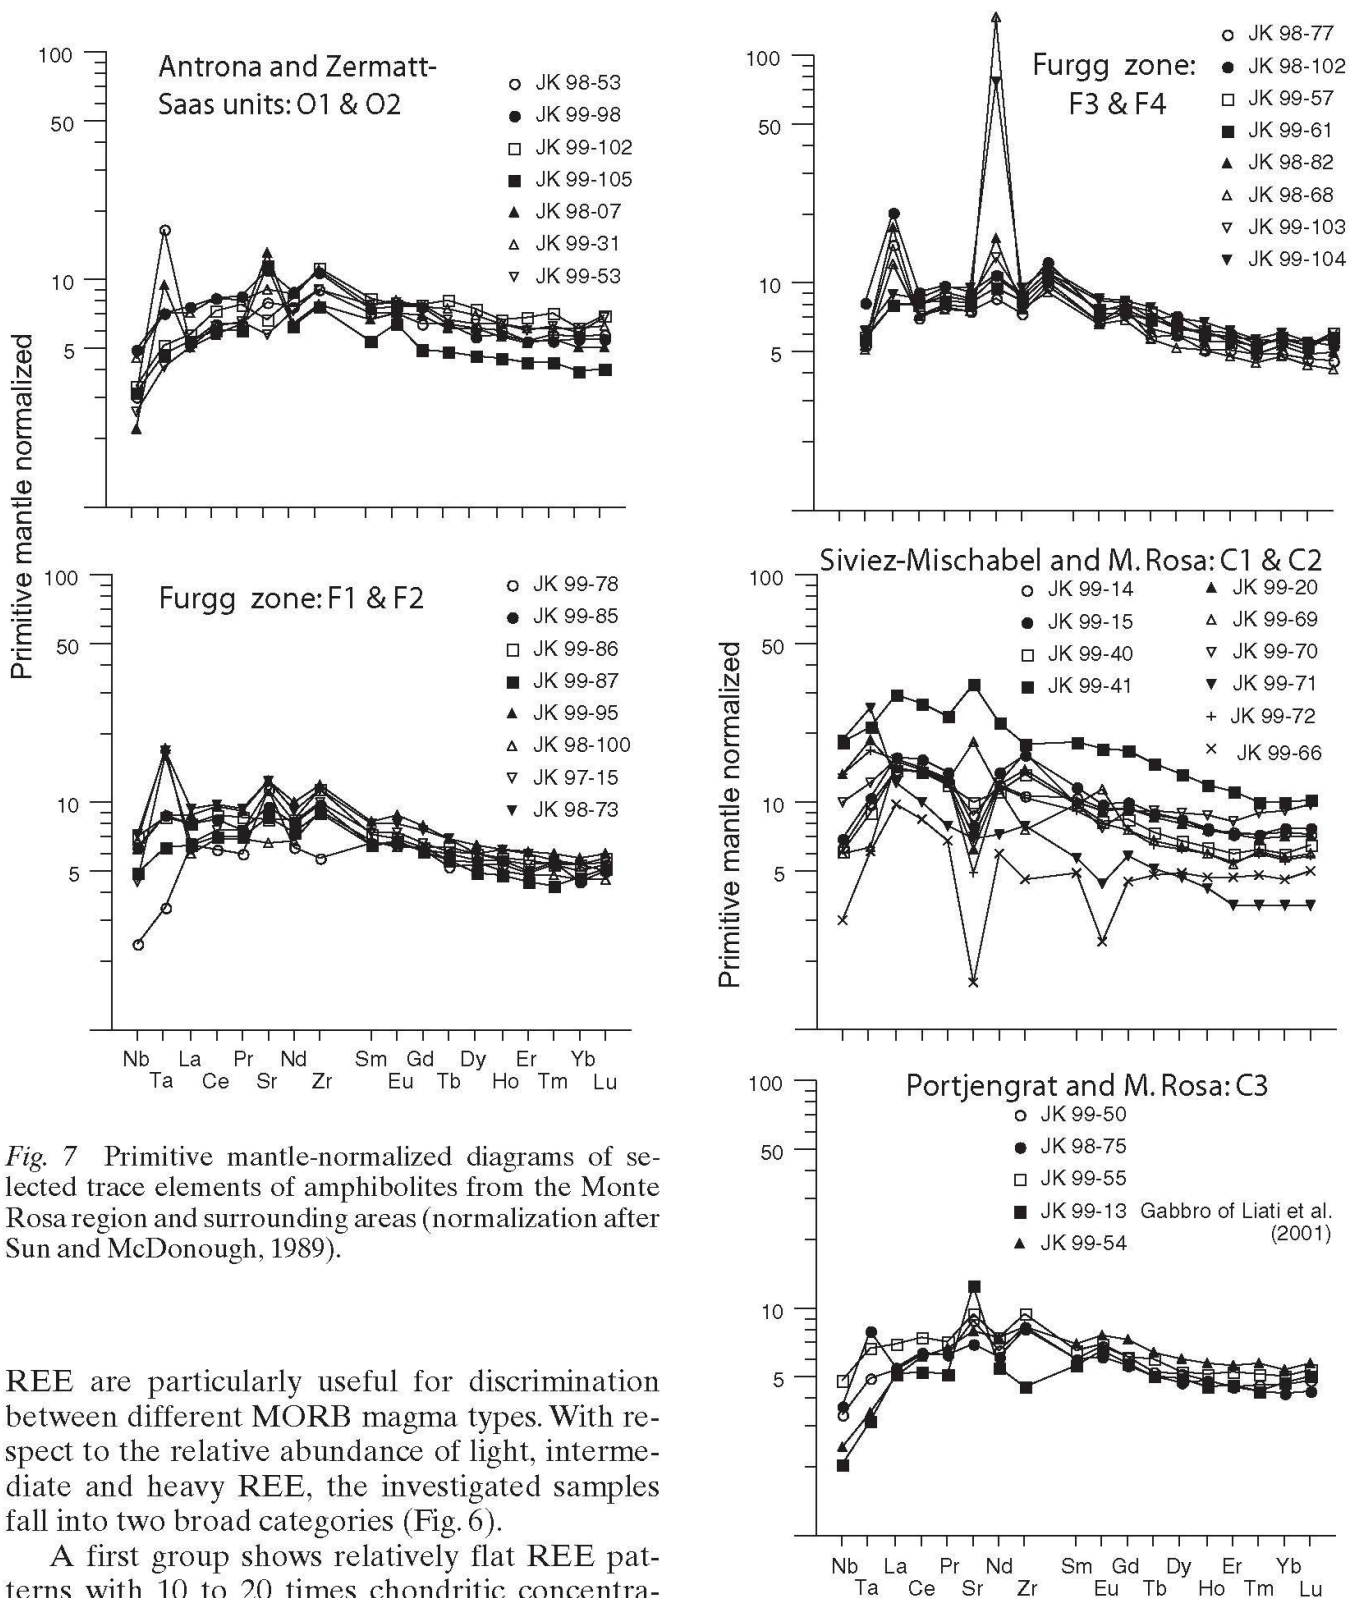 Primitive mantle normalized
100
50
10
5
Antrona and Zermatt-
Saas units: O1 & O2
JK 98-53
JK 99-98
JK 99-102
JK 99-105
JK 98-07
JK 99-31
JK 99-53
100
50
10
5
Furgg zone: F1 & F2
JK 99-78
JK 99-85
JK 99-86
JK 99-87
JK 99-95
JK 98-100
JK 97-15
JK 98-73
Nb La Pr Nd Sm Gd Dy Er Yb
Ta Ce Sr Zr Eu Tb Ho Tm Lu
Fig. 7 Primitive mantle-normalized diagrams of se-
lected trace elements of amphibolites from the Monte
Rosa region and surrounding areas (normalization after
Sun and McDonough, 1989).
REE are particularly useful for discrimination
between different MORB magma types. With re-
spect to the relative abundance of light, interme-
diate and heavy REE, the investigated samples
fall into two broad categories (Fig. 6).
A first group shows relatively flat REE pat-
terns with 10 to 20 times chondritic concentra-
100
50
10
5
Furgg zone:
F3 & F4
JK 98-77
JK 98-102
JK 99-57
JK 99-61
JK 98-82
JK 98-68
JK 99-103
JK 99-104
Primitive mantle normalized
Siviez-Mischabel and M. Rosa: C1 & C2
100
50
10
5
JK 99-14
JK 99-15
JK 99-40
JK 99-41
JK 99-20
JK 99-69
JK 99-70
JK 99-71
JK 99-72
JK 99-66
Portjengrat and M. Rosa: C3
100
50
10
5
JK 99-50
JK 98-75
JK 99-55
JK 99-13 Gabbro of Liati et al.
(2001)
JK 99-54
Nb La Pr Nd Sm Gd Dy Er Yb
Ta Ce Sr Zr Eu Tb Ho Tm Lu